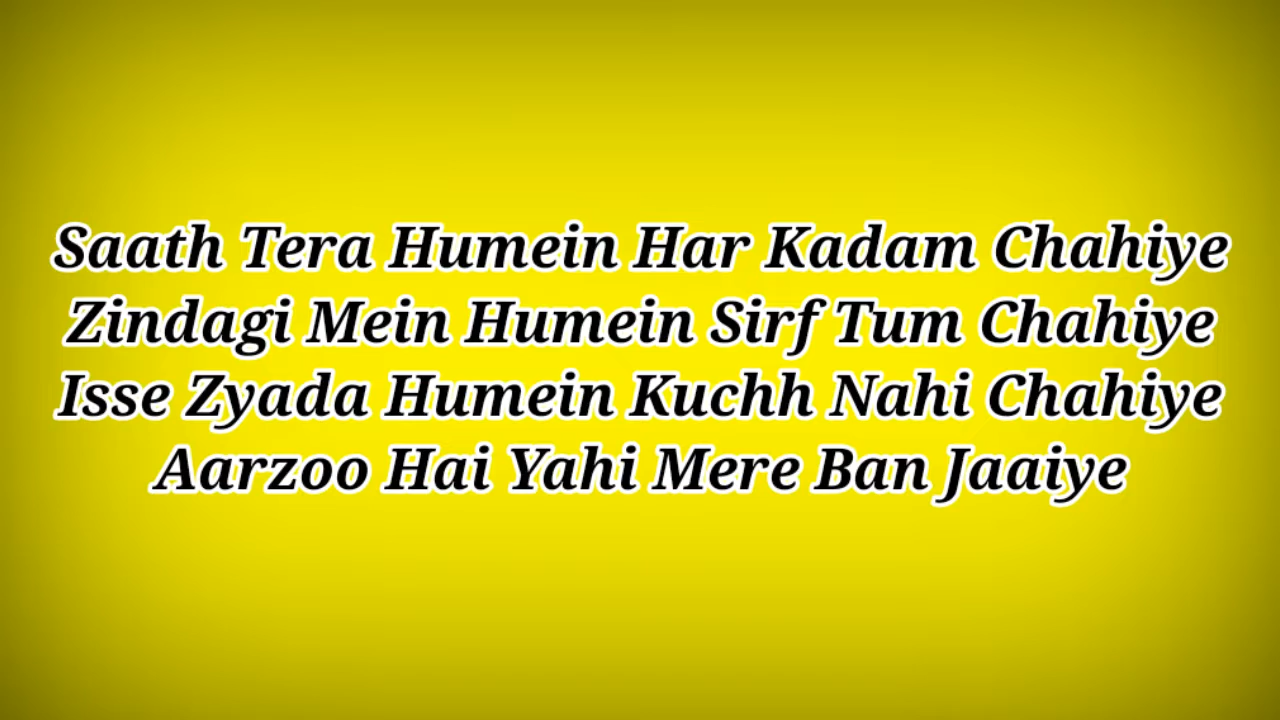 Saath Tera Humein Har Kadam Chahiye
Zindagi Mein Humein Sirf Tum Chahiye
Isse Zyada Humein Kuchh Nahi Chahiye
Aarzoo Hai Yahi Mere Ban Jaaiye